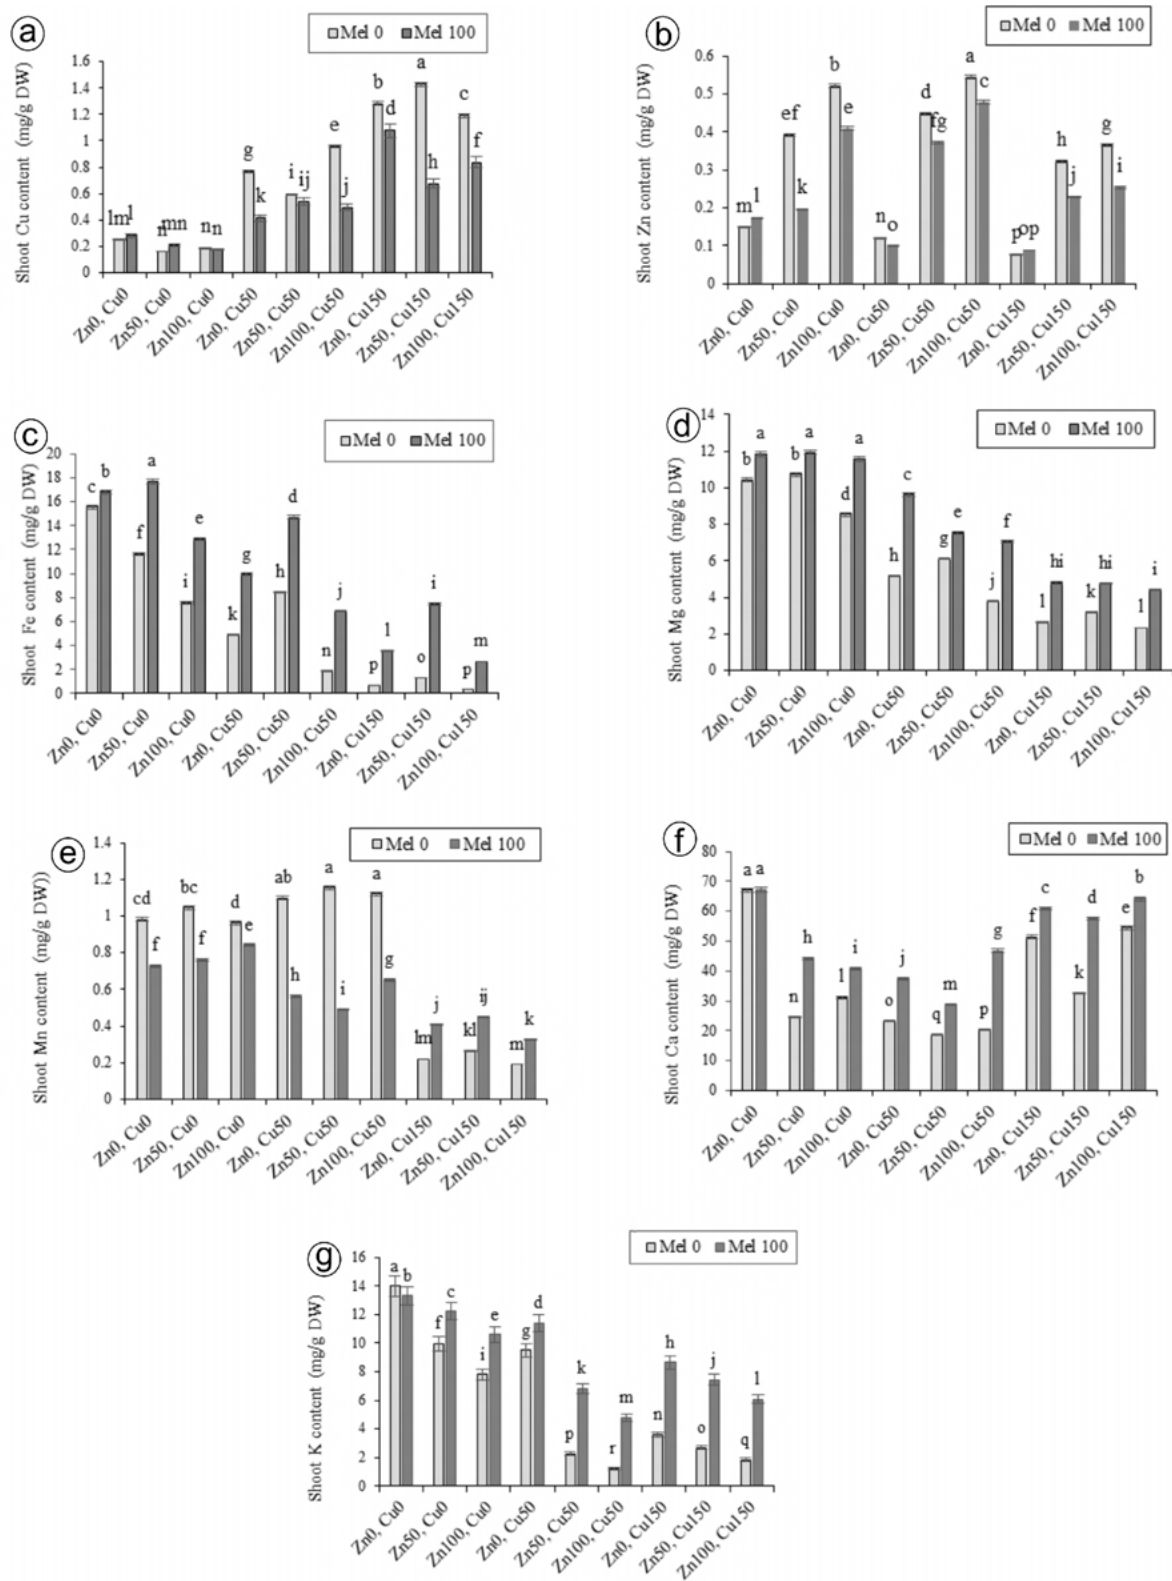 a
Mel 0 Mel 100
Shoot Cu content (mg/g DW)
1.6
1.4
1.2
1
0.8
0.6
0.4
0.2
0
lm l n mn n n g k i ij e j b d a h c f
Zn0, Cu0
Zn50, Cu0
Zn100, Cu0
Zn0, Cu50
Zn50, Cu50
Zn100, Cu50
Zn0, Cu150
Zn50, Cu150
Zn100, Cu150
b
Mel 0 Mel 100
Shoot Zn content (mg/g DW)
0.6
0.5
0.4
0.3
0.2
0.1
0
m l ef k b e n o d fg a c p op h j g i
Zn0, Cu0
Zn50, Cu0
Zn100, Cu0
Zn0, Cu50
Zn50, Cu50
Zn100, Cu50
Zn0, Cu150
Zn50, Cu150
Zn100, Cu150
c
Mel 0 Mel 100
Shoot Fe content (mg/g DW)
20
18
16
14
12
10
8
6
4
2
0
c b f a i e k g h d n j p l o i p m
Zn0, Cu0
Zn50, Cu0
Zn100, Cu0
Zn0, Cu50
Zn50, Cu50
Zn100, Cu50
Zn0, Cu150
Zn50, Cu150
Zn100, Cu150
d
Mel 0 Mel 100
Shoot Mg content (mg/g DW)
14
12
10
8
6
4
2
0
b a b a d a h c g e j f l hi k hi l i
Zn0, Cu0
Zn50, Cu0
Zn100, Cu0
Zn0, Cu50
Zn50, Cu50
Zn100, Cu50
Zn0, Cu150
Zn50, Cu150
Zn100, Cu150
e
Mel 0 Mel 100
Shoot Mn content (mg/g DW))
1.4
1.2
1
0.8
0.6
0.4
0.2
0
cd f bc f d e ab h a i a g lm j kl ij m k
Zn0, Cu0
Zn50, Cu0
Zn100, Cu0
Zn0, Cu50
Zn50, Cu50
Zn100, Cu50
Zn0, Cu150
Zn50, Cu150
Zn100, Cu150
f
Mel 0 Mel 100
Shoot Ca content (mg/g DW)
80
70
60
50
40
30
20
10
0
a a n h l i o j q m p g f c k d e b
Zn0, Cu0
Zn50, Cu0
Zn100, Cu0
Zn0, Cu50
Zn50, Cu50
Zn100, Cu50
Zn0, Cu150
Zn50, Cu150
Zn100, Cu150
g
Mel 0 Mel 100
Shoot K content (mg/g DW)
16
14
12
10
8
6
4
2
0
a b f c i e g d p k r m n h o j q l
Zn0, Cu0
Zn50, Cu0
Zn100, Cu0
Zn0, Cu50
Zn50, Cu50
Zn100, Cu50
Zn0, Cu150
Zn50, Cu150
Zn100, Cu150